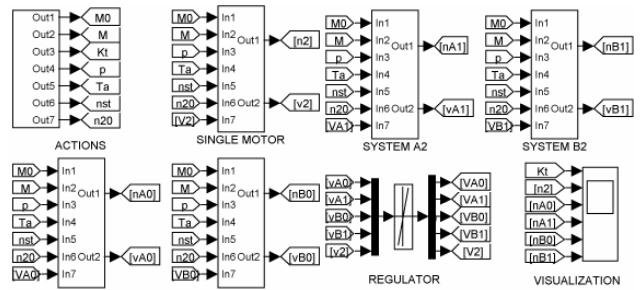 Out1 M0
Out2 M
Out3 Kt
Out4 p
Out5 Ta
Out6 nst
Out7 n20
ACTIONS
M0 In1
M In2
p In3
Ta In4
nst In5
n20 In6
[V2] In7
Out1 [n2]
Out2 [v2]
SINGLE MOTOR
M0 In1
M In2
p In3
Ta In4
nst In5
n20 In6
[VA1] In7
Out1 [nA1]
Out2 [vA1]
SYSTEM A2
M0 In1
M In2
p In3
Ta In4
nst In5
n20 In6
[VB1] In7
Out1 [nB1]
Out2 [vB1]
SYSTEM B2
M0 In1
M In2
p In3
Ta In4
nst In5
n20 In6
[VA0] In7
Out1 [nA0]
Out2 [vA0]
M0 In1
M In2
p In3
Ta In4
nst In5
n20 In6
[VB0] In7
Out1 [nB0]
Out2 [vB0]
[vA0] [VA0]
[vA1] [VA1]
[vB0] [VB0]
[vB1] [VB1]
[v2] [V2]
REGULATOR
Kt
[n2]
[nA0]
[nA1]
[nB0]
[nB1]
VISUALIZATION